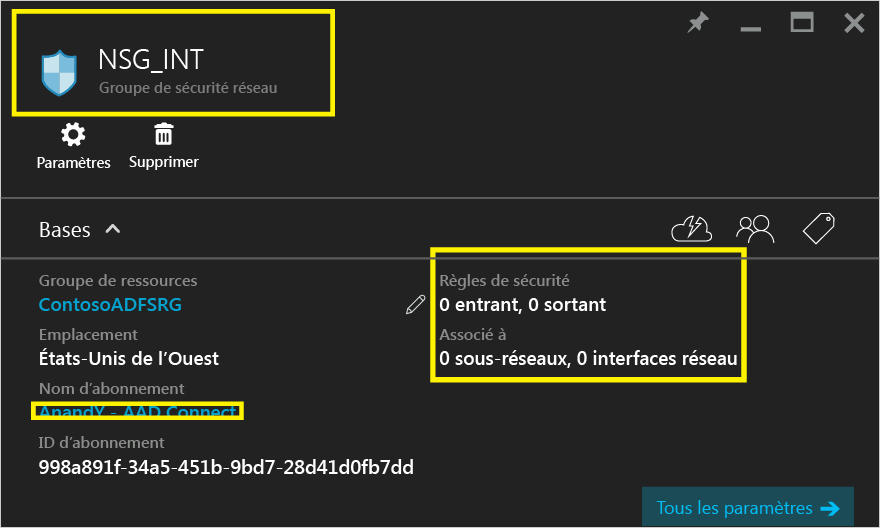 NSG_INT
Groupe de sécurité réseau
Paramètres
Supprimer
Bases
Groupe de ressources
ContosoADFSRG
Emplacement
États-Unis de l’Ouest
Nom d’abonnement
AnandY - AAD Connect
ID d’abonnement
998a891f-34a5-451b-9bd7-28d41d0fb7dd
Règles de sécurité
0 entrant, 0 sortant
Associé à
0 sous-réseaux, 0 interfaces réseau
Tous les paramètres